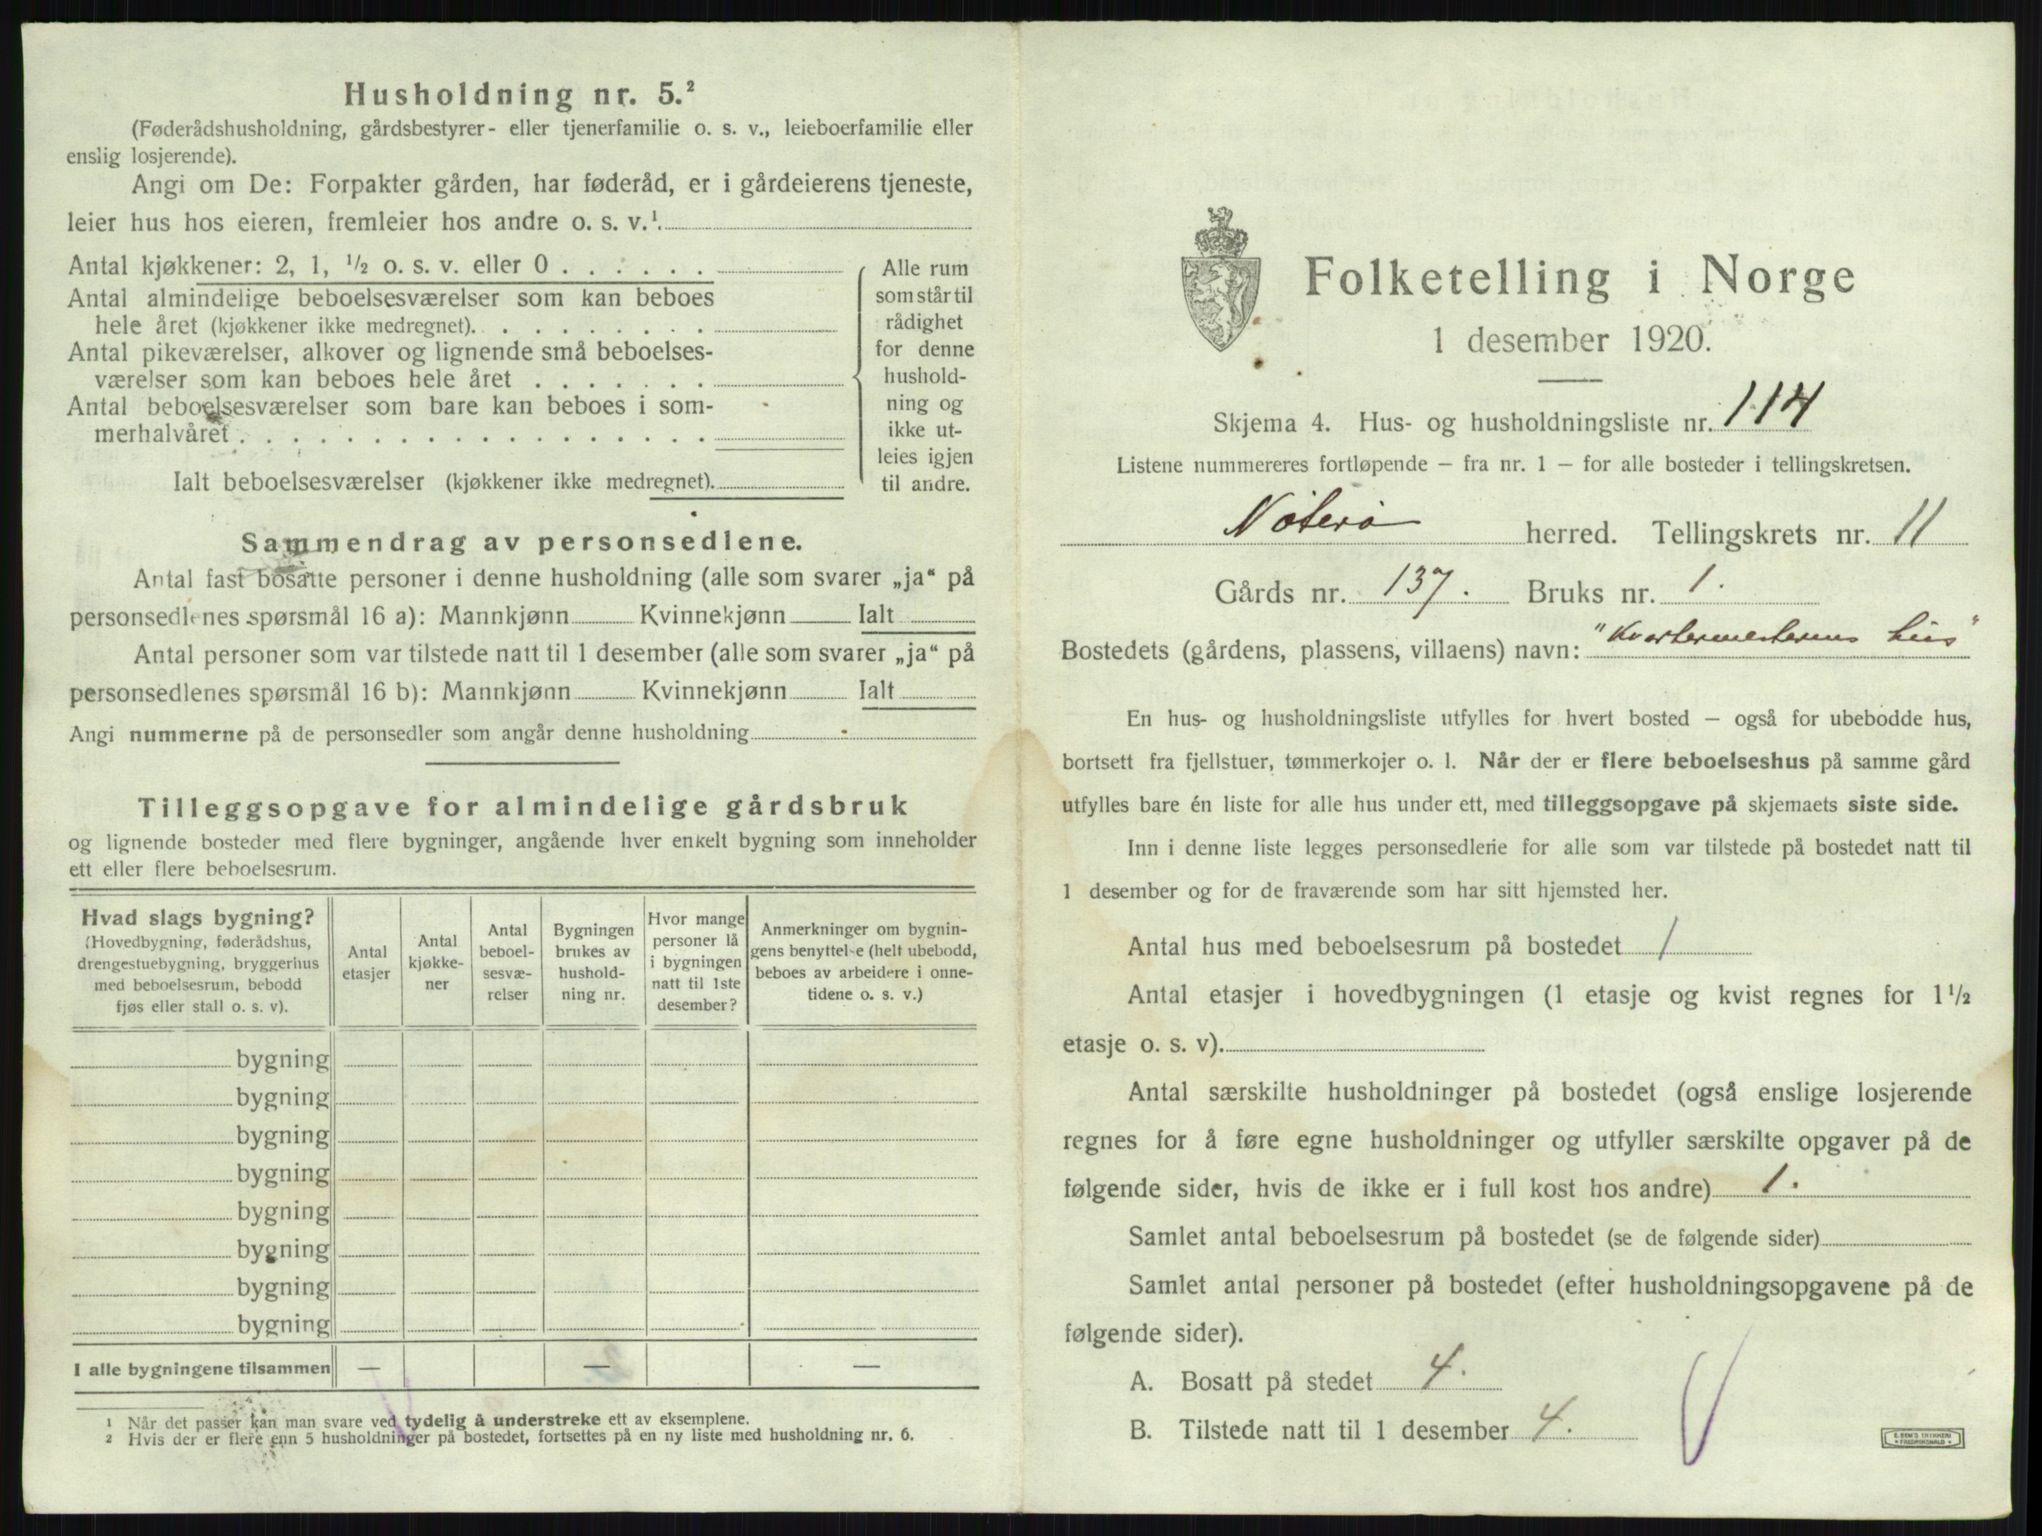 Husholdning nr. 5.²
(Føderådshusholdning, gårdsbestyrer- eller tjenerfamilie o. s. v., leieboerfamilie eller
enslig losjerende).
Angi om De: Forpakter gården, har føderåd, er i gårdeierens tjeneste,
leier hus hos eieren, fremleier hos andre o. s. v.¹.
Antal kjøkkener: 2, 1, ½ o. s. v. eller 0 . . . . . .
Antal almindelige beboelsesværelser som kan beboes
hele året (kjøkkener ikke medregnet). . . . . . . . .
Antal pikeværelser, alkover og lignende små beboelses-
værelser som kan beboes hele året . . . . . . .
Antal beboelsesværelser som bare kan beboes i som-
merhalvåret . . . . . . . . . . . . . . . . . .
Ialt beboelsesværelser (kjøkkener ikke medregnet).
Alle rum
som står til
rådighet
for denne
hushold-
ning og
ikke ut-
leies igjen
til andre.
Sammendrag av personsedlene.
Antal fast bosatte personer i denne husholdning (alle som svarer „ja“ på
personsedlenes spørsmål 16 a): Mannkjønn Kvinnekjønn Ialt
Antal personer som var tilstede natt til 1 desember (alle som svarer „ja“ på
personsedlenes spørsmål 16 b): Mannkjønn Kvinnekjønn Ialt
Angi nummerne på de personsedler som angår denne husholdning
Tilleggsopgave for almindelige gårdsbruk
og lignende bosteder med flere bygninger, angående hver enkelt bygning som inneholder
ett eller flere beboelsesrum.
Hvad slags bygning?
(Hovedbygning, føderådshus,
drengestuebygning, bryggerhus
med beboelsesrum, bebodd
fjøs eller stall o. s. v).
Antal
etasjer
Antal
kjøkke-
ner
Antal
beboel-
sesvæ-
relser
Bygningen
brukes av
hushold-
ning nr.
Hvor mange
personer lå
i bygningen
natt til 1ste
desember?
Anmerkninger om bygnin-
gens benyttelse (helt ubebodd,
beboes av arbeidere i onne-
tidene o. s. v.)
bygning
bygning
bygning
bygning
bygning
bygning
bygning
bygning
I alle bygningene tilsammen — — —
¹ Når det passer kan man svare ved tydelig å understreke ett av eksemplene.
² Hvis der er flere enn 5 husholdninger på bostedet, fortsettes på en ny liste med husholdning nr. 6.
Folketelling i Norge
1 desember 1920.
Skjema 4. Hus- og husholdningsliste nr. 114
Listene nummereres fortløpende – fra nr. 1 – for alle bosteder i tellingskretsen.
Nøterø herred. Tellingskrets nr. 11
Gårds nr. 137. Bruks nr. 1.
Bostedets (gårdens, plassens, villaens) navn: "Kvartermesterens hus"
En hus- og husholdningsliste utfylles for hvert bosted – også for ubebodde hus,
bortsett fra fjellstuer, tømmerkojer o. l. Når der er flere beboelseshus på samme gård
utfylles bare én liste for alle hus under ett, med tilleggsopgave på skjemaets siste side.
Inn i denne liste legges personsedlerie for alle som var tilstede på bostedet natt til
1 desember og for de fraværende som har sitt hjemsted her.
Antal hus med beboelsesrum på bostedet 1
Antal etasjer i hovedbygningen (1 etasje og kvist regnes for 1½
etasje o. s. v).
Antal særskilte husholdninger på bostedet (også enslige losjerende
regnes for å føre egne husholdninger og utfyller særskilte opgaver på de
følgende sider, hvis de ikke er i full kost hos andre) 1.
Samlet antal beboelsesrum på bostedet (se de følgende sider)
Samlet antal personer på bostedet (efter husholdningsopgavene på de
følgende sider).
A. Bosatt på stedet 4.
B. Tilstede natt til 1 desember 4.